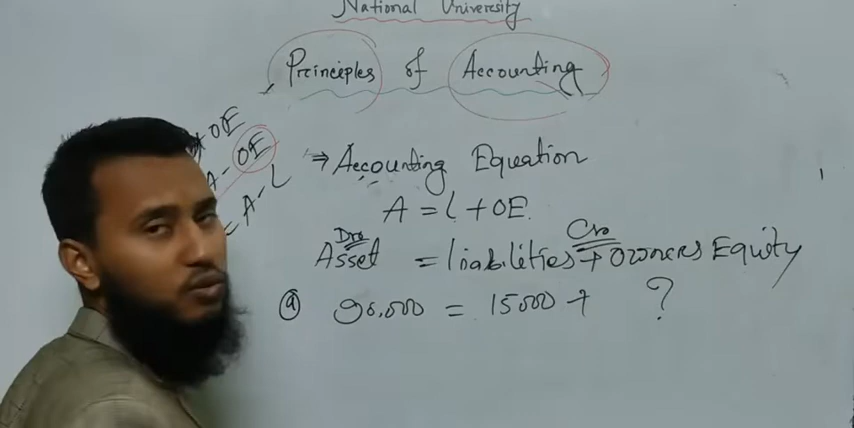 National University
Principles of Accounting
+ OE
A - OE
= A - L
⇒ Accounting Equation
A = L + OE.
Dr Cr
Asset = liabilities + owners Equity
(a) 90,000 = 15000 + ?